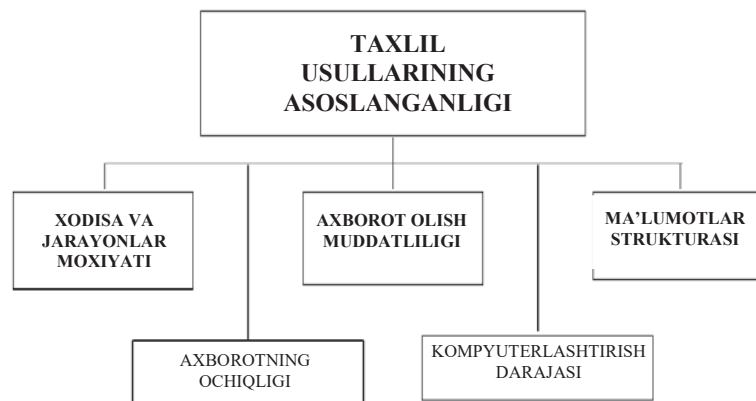 TAXLIL
USULLARINING
ASOSLANGANLIGI
XODISA VA
JARAYONLAR
MOXIYATI
AXBOROT OLISH
MUDDATLILIGI
MA’LUMOTLAR
STRUKTURASI
AXBOROTNING
OCHIQLIGI
KOMPYUTERLASHTIRISH
DARAJASI